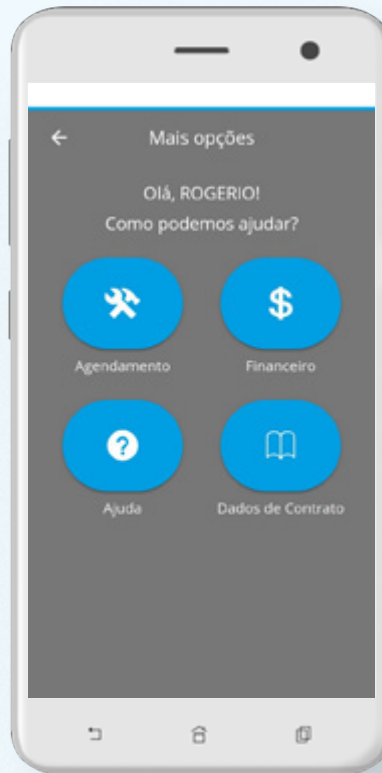 Mais opções
Olá, ROGERIO!
Como podemos ajudar?
Agendamento
Financeiro
Ajuda
Dados de Contrato